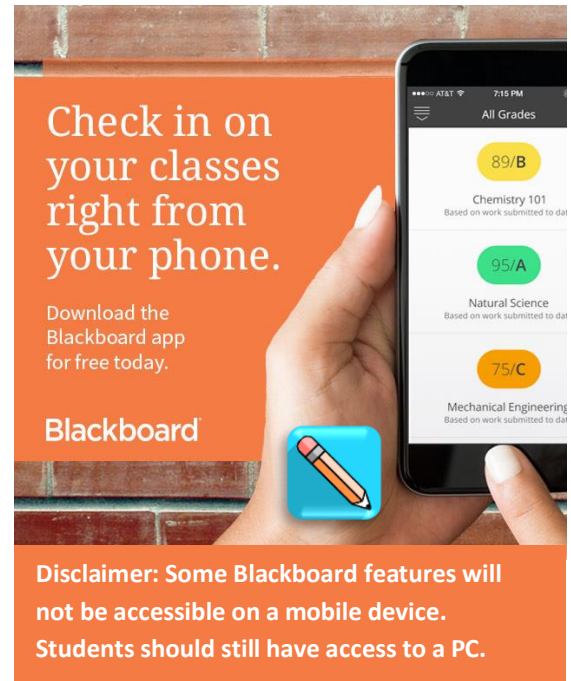 Check in on
your classes
right from
your phone.
Download the
Blackboard app
for free today.
Blackboard
AT&T 7:15 PM
All Grades
89/B
Chemistry 101
Based on work submitted to dat
95/A
Natural Science
Based on work submitted to dat
75/C
Mechanical Engineering
Based on work submitted to dat
Disclaimer: Some Blackboard features will
not be accessible on a mobile device.
Students should still have access to a PC.